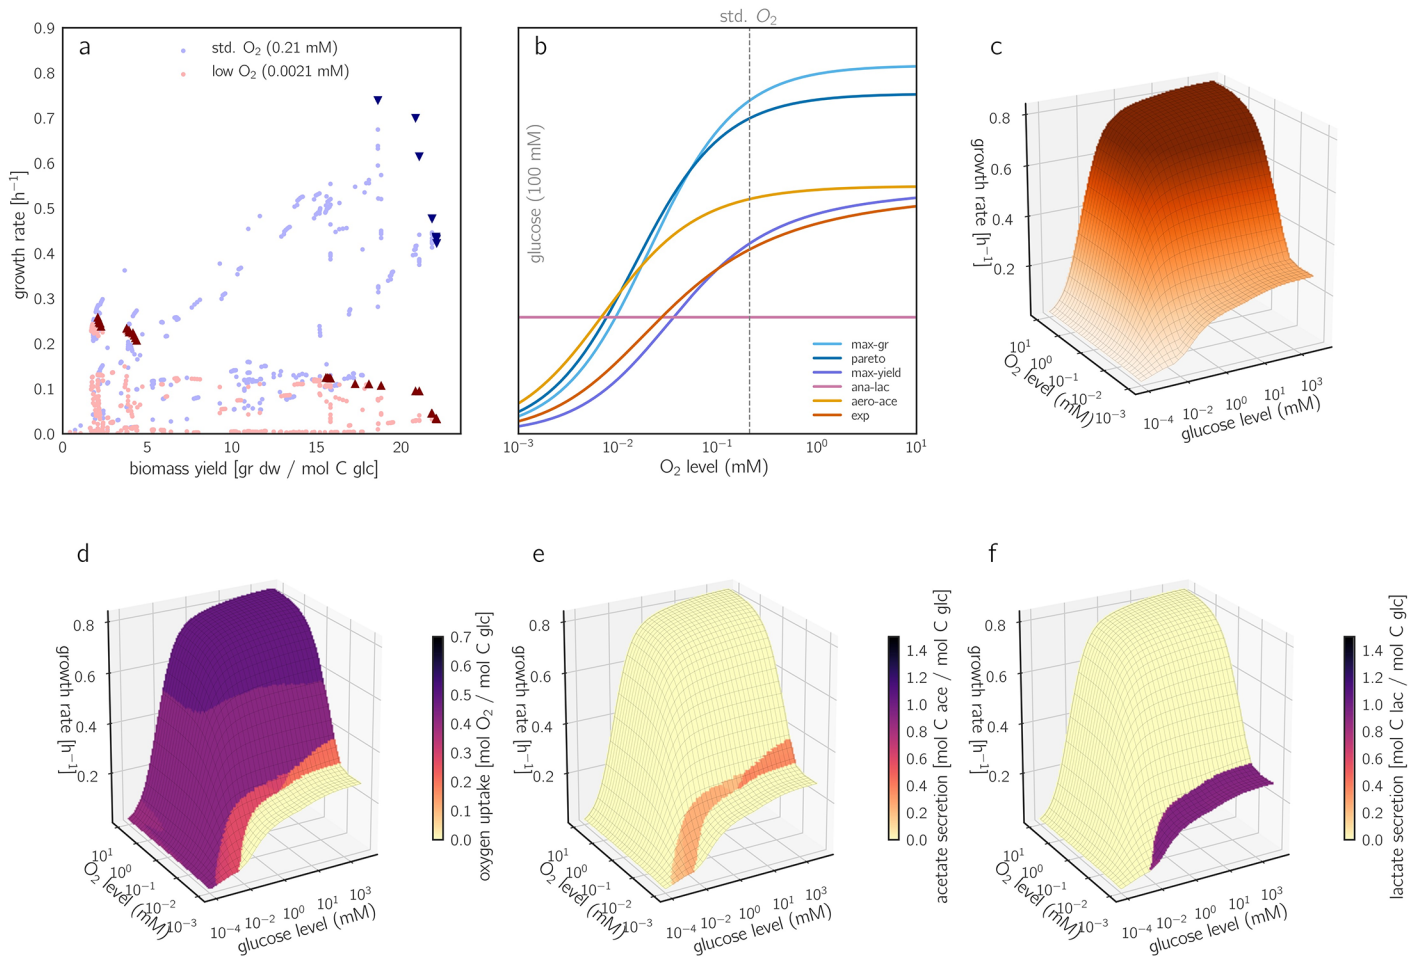 a
std. O₂ (0.21 mM)
low O₂ (0.0021 mM)
0.9
0.8
0.7
0.6
0.5
0.4
0.3
0.2
0.1
0.0
growth rate [h⁻¹]
0
5
10
15
20
biomass yield [gr dw / mol C glc]
std. O₂
b
glucose (100 mM)
max-gr
pareto
max-yield
ana-lac
aero-ace
exp
10⁻³
10⁻²
10⁻¹
10⁰
10¹
O₂ level (mM)
c
0.8
0.6
0.4
0.2
growth rate [h⁻¹]
10¹
10⁰
10⁻¹
10⁻²
10⁻³
O₂ level (mM)
10⁻⁴
10⁻²
10⁰
10¹
10³
glucose level (mM)
d
0.8
0.6
0.4
0.2
growth rate [h⁻¹]
10¹
10⁰
10⁻¹
10⁻²
10⁻³
O₂ level (mM)
10⁻⁴
10⁻²
10⁰
10¹
10³
glucose level (mM)
0.7
0.6
0.5
0.4
0.3
0.2
0.1
0.0
oxygen uptake [mol O₂ / mol C glc]
e
0.8
0.6
0.4
0.2
growth rate [h⁻¹]
10¹
10⁰
10⁻¹
10⁻²
10⁻³
O₂ level (mM)
10⁻⁴
10⁻²
10⁰
10¹
10³
glucose level (mM)
1.4
1.2
1.0
0.8
0.6
0.4
0.2
0.0
acetate secretion [mol C ace / mol C glc]
f
0.8
0.6
0.4
0.2
growth rate [h⁻¹]
10¹
10⁰
10⁻¹
10⁻²
10⁻³
O₂ level (mM)
10⁻⁴
10⁻²
10⁰
10¹
10³
glucose level (mM)
1.4
1.2
1.0
0.8
0.6
0.4
0.2
0.0
lactate secretion [mol C lac / mol C glc]